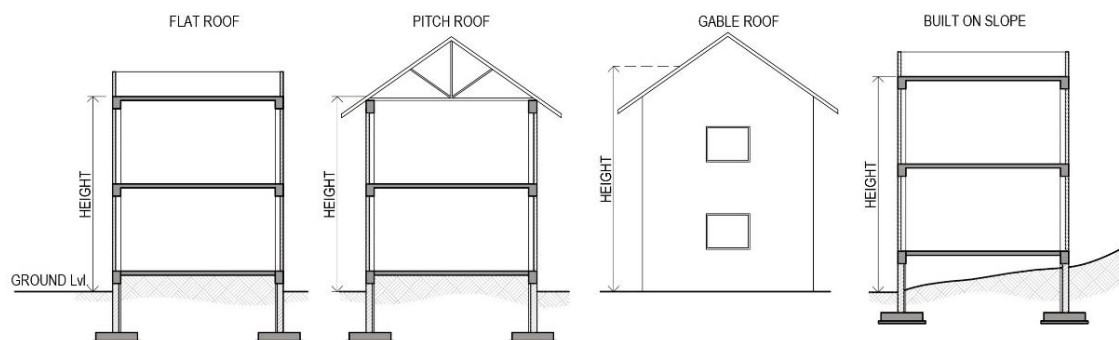 FLAT ROOF
PITCH ROOF
GABLE ROOF
BUILT ON SLOPE
HEIGHT
HEIGHT
HEIGHT
HEIGHT
GROUND Lvl.